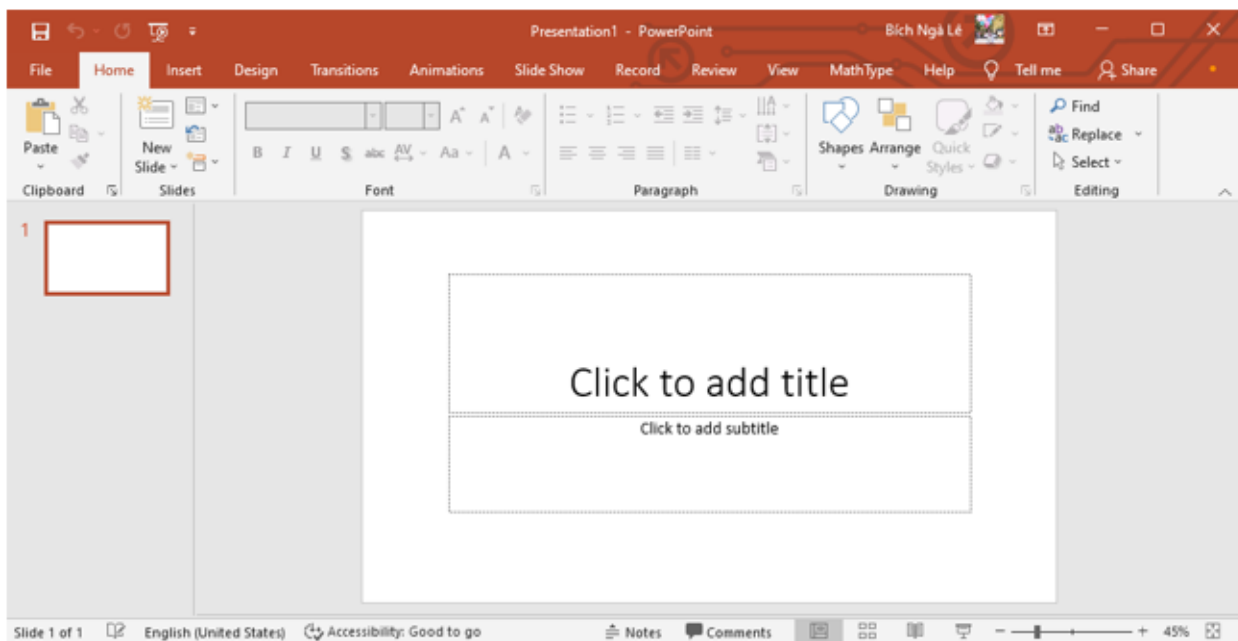 Presentation1 - PowerPoint Bích Ngà Lê
File Home Insert Design Transitions Animations Slide Show Record Review View MathType Help Tell me Share
Paste
New
Slide
B I U S abc AV Aa A
A A
Shapes Arrange Quick
Styles
Find
Replace
Select
Clipboard Slides Font Paragraph Drawing Editing
1
Click to add title
Click to add subtitle
Slide 1 of 1 English (United States) Accessibility: Good to go Notes Comments 45%